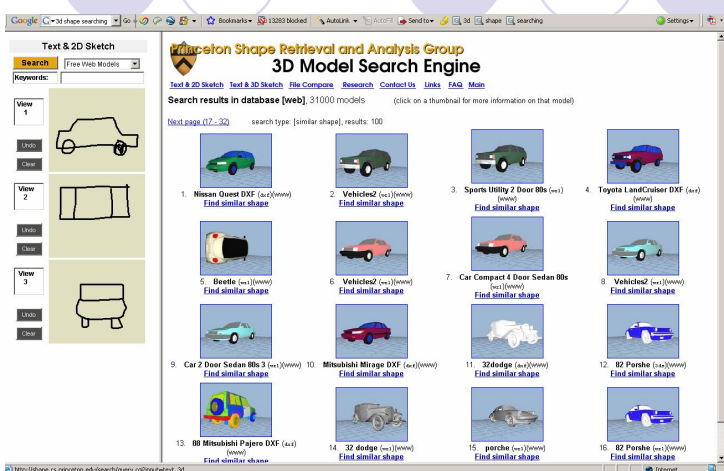 Google 3d shape searching Go Bookmarks 13283 blocked AutoLink AutoFill Send to 3d shape searching Settings
Text & 2D Sketch
Search Free Web Models
Keywords:
View 1
Undo
Clear
View 2
Undo
Clear
View 3
Undo
Clear
Princeton Shape Retrieval and Analysis Group
3D Model Search Engine
Text & 2D Sketch Text & 3D Sketch File Compare Research Contact Us Links FAQ Main
Search results in database [web], 31000 models (click on a thumbnail for more information on that model)
Next page (17 - 32) search type: [similar shape], results: 100
1. Nissan Quest DXF (dxf)(www)
Find similar shape
2. Vehicles2 (wrl)(www)
Find similar shape
3. Sports Utility 2 Door 80s (wrl)
(www)
Find similar shape
4. Toyota LandCruiser DXF (dxf)
(www)
Find similar shape
5. Beetle (wrl)(www)
Find similar shape
6. Vehicles2 (wrl)(www)
Find similar shape
7. Car Compact 4 Door Sedan 80s
(wrl)(www)
Find similar shape
8. Vehicles2 (wrl)(www)
Find similar shape
9. Car 2 Door Sedan 80s 3 (wrl)(www)
Find similar shape
10. Mitsubishi Mirage DXF (dxf)(www)
Find similar shape
11. 32dodge (dxf)(www)
Find similar shape
12. 82 Porshe (3ds)(www)
Find similar shape
13. 88 Mitsubishi Pajero DXF (dxf)
(www)
Find similar shape
14. 32 dodge (wrl)(www)
Find similar shape
15. porche (wrl)(www)
Find similar shape
16. 82 Porshe (wrl)(www)
Find similar shape
Internet